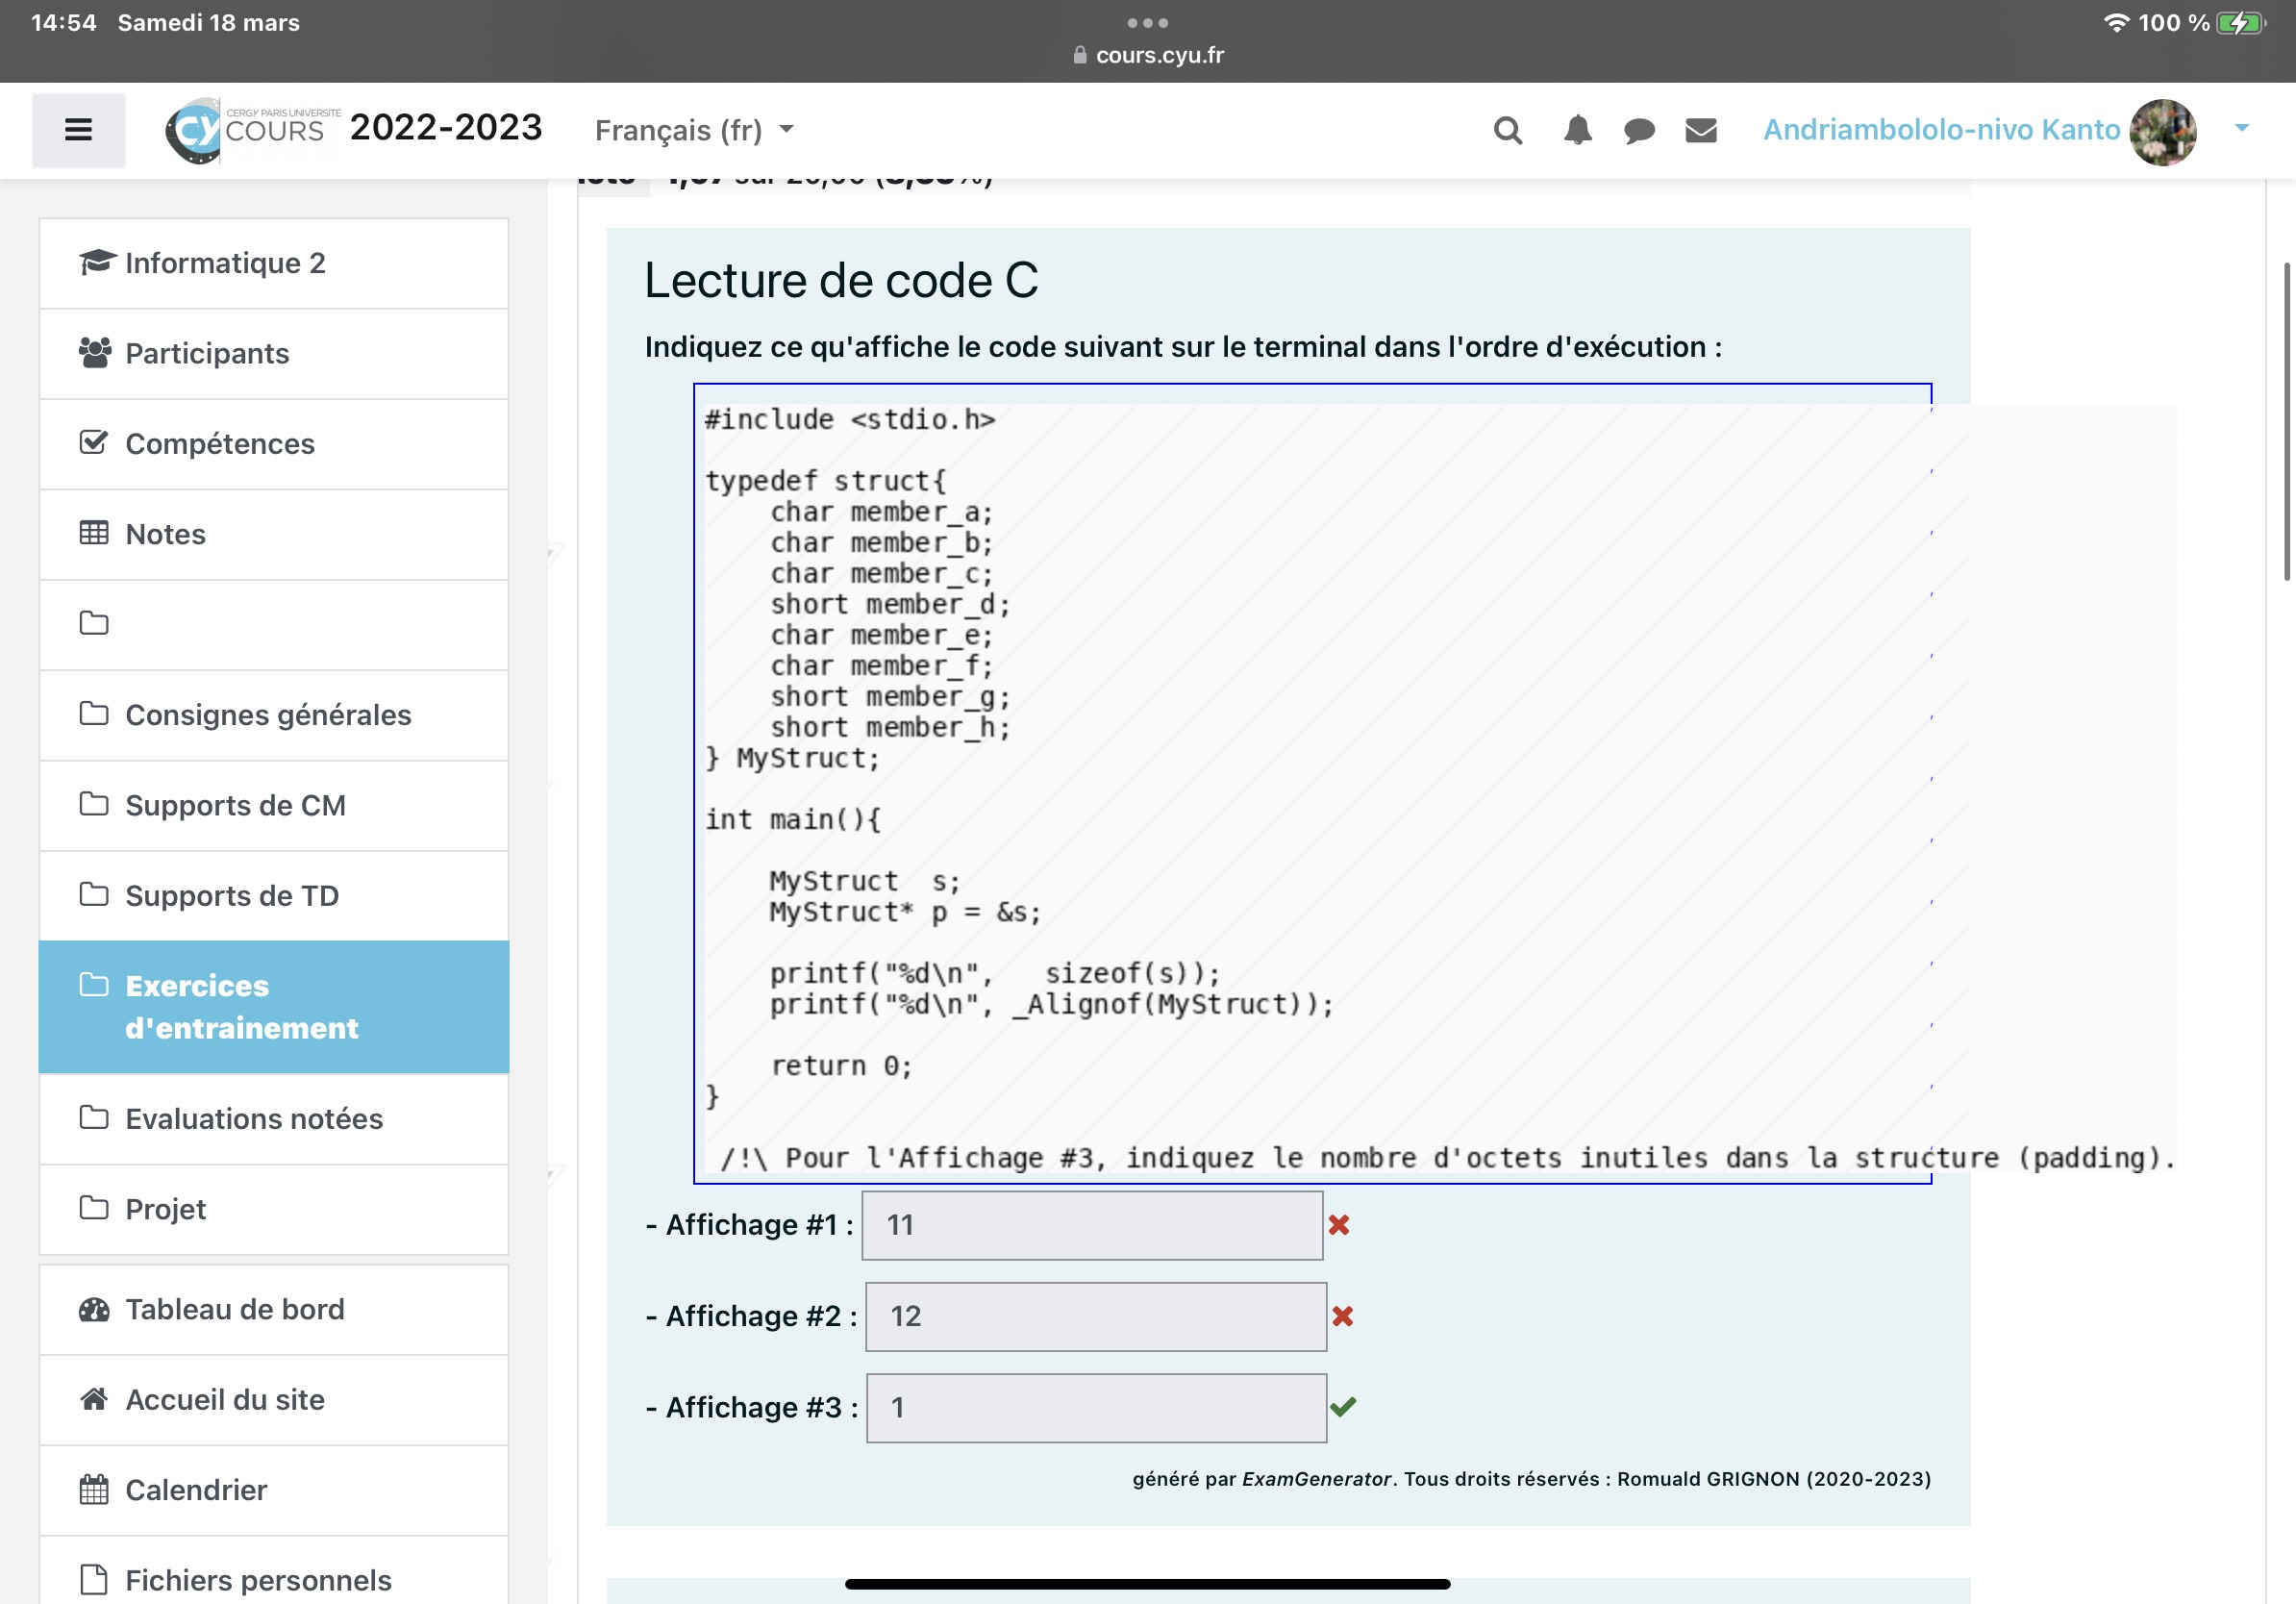 14:54 Samedi 18 mars
100 %
cours.cyu.fr
CY
CERGY PARIS UNIVERSITÉ
COURS
2022-2023
Français (fr)
Andriambololo-nivo Kanto
Informatique 2
Participants
Compétences
Notes
Consignes générales
Supports de CM
Supports de TD
Exercices
d'entrainement
Evaluations notées
Projet
Tableau de bord
Accueil du site
Calendrier
Fichiers personnels
Lecture de code C
Indiquez ce qu'affiche le code suivant sur le terminal dans l'ordre d'exécution :
#include <stdio.h>
typedef struct{
    char member_a;
    char member_b;
    char member_c;
    short member_d;
    char member_e;
    char member_f;
    short member_g;
    short member_h;
} MyStruct;
int main(){
    MyStruct  s;
    MyStruct* p = &s;
    printf("%d\n",   sizeof(s));
    printf("%d\n", _Alignof(MyStruct));
    return 0;
}
/!\ Pour l'Affichage #3, indiquez le nombre d'octets inutiles dans la structure (padding).
- Affichage #1 : 11
- Affichage #2 : 12
- Affichage #3 : 1
généré par ExamGenerator. Tous droits réservés : Romuald GRIGNON (2020-2023)